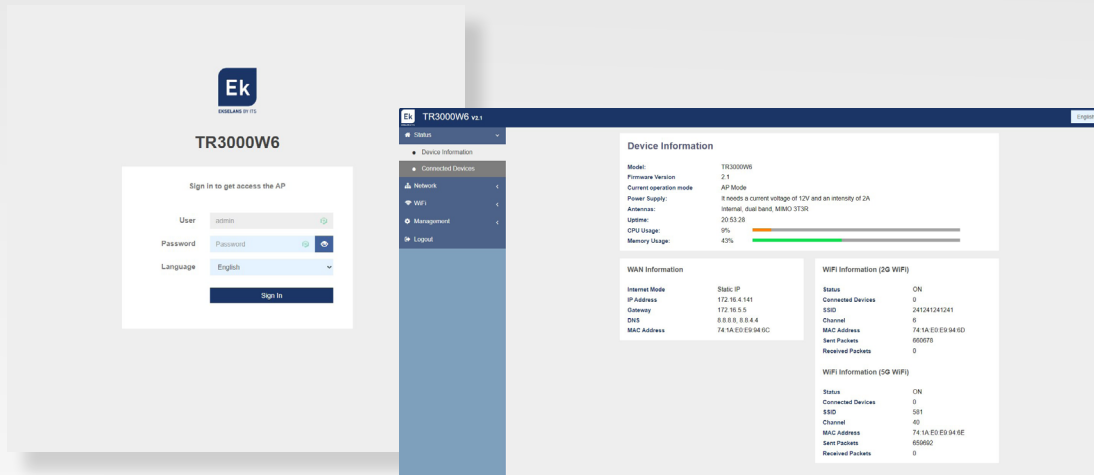 Ek
EKSELANS BY ITS
TR3000W6
Sign in to get access the AP
User admin
Password Password
Language English
Sign In
Ek TR3000W6 v2.1 English
Status
Device Information
Connected Devices
Network
WiFi
Management
Logout
Device Information
Model: TR3000W6
Firmware Version 2.1
Current operation mode AP Mode
Power Supply: It needs a current voltage of 12V and an intensity of 2A
Antennas: Internal, dual band, MIMO 3T3R
Uptime: 20:53:28
CPU Usage: 9%
Memory Usage: 43%
WAN Information
Internet Mode Static IP
IP Address 172.16.4.141
Gateway 172.16.5.5
DNS 8.8.8.8, 8.8.4.4
MAC Address 74:1A:E0:E9:94:6C
WiFi Information (2G WiFi)
Status ON
Connected Devices 0
SSID 241241241241
Channel 6
MAC Address 74:1A:E0:E9:94:6D
Sent Packets 660678
Received Packets 0
WiFi Information (5G WiFi)
Status ON
Connected Devices 0
SSID 561
Channel 40
MAC Address 74:1A:E0:E9:94:6E
Sent Packets 659692
Received Packets 0